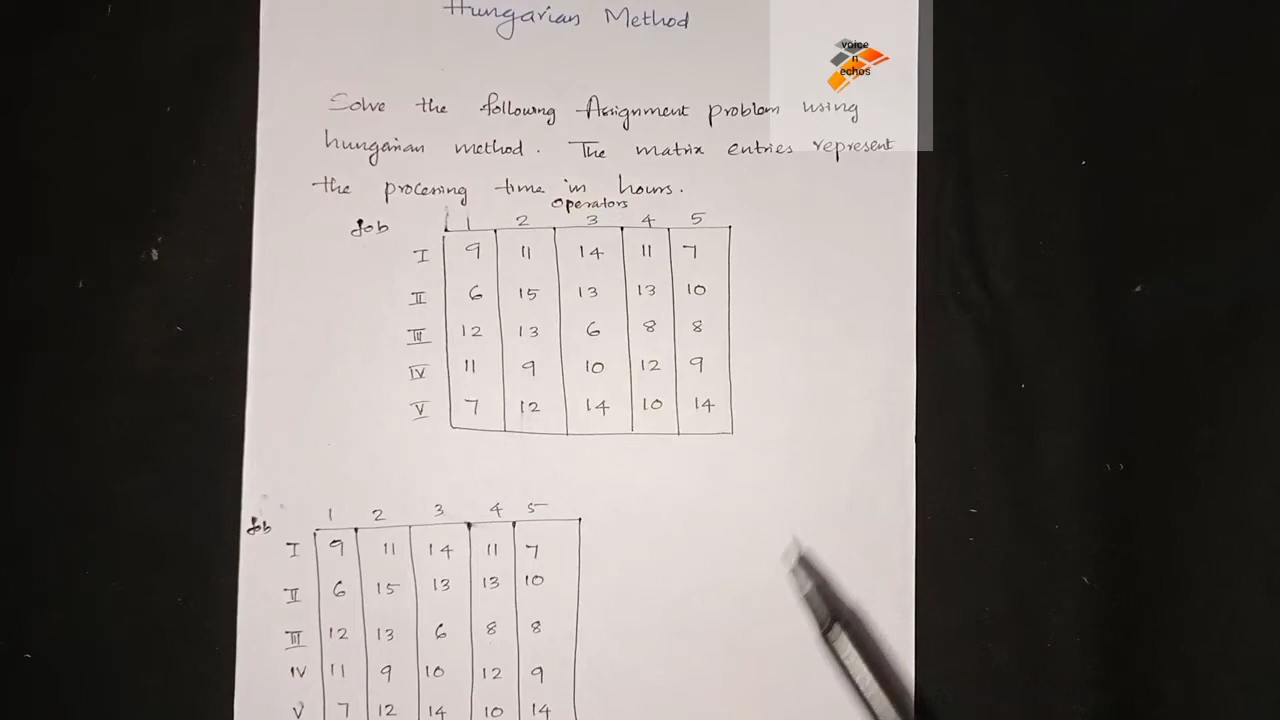 Hungarian Method
voice
n
echos
Solve the following Assignment problem using
hungarian method. The matrix entries represent
the procening time in hours.
Operators
Job 1 2 3 4 5
I 9 11 14 11 7
II 6 15 13 13 10
III 12 13 6 8 8
IV 11 9 10 12 9
V 7 12 14 10 14
Job 1 2 3 4 5
I 9 11 14 11 7
II 6 15 13 13 10
III 12 13 6 8 8
IV 11 9 10 12 9
V 7 12 14 10 14